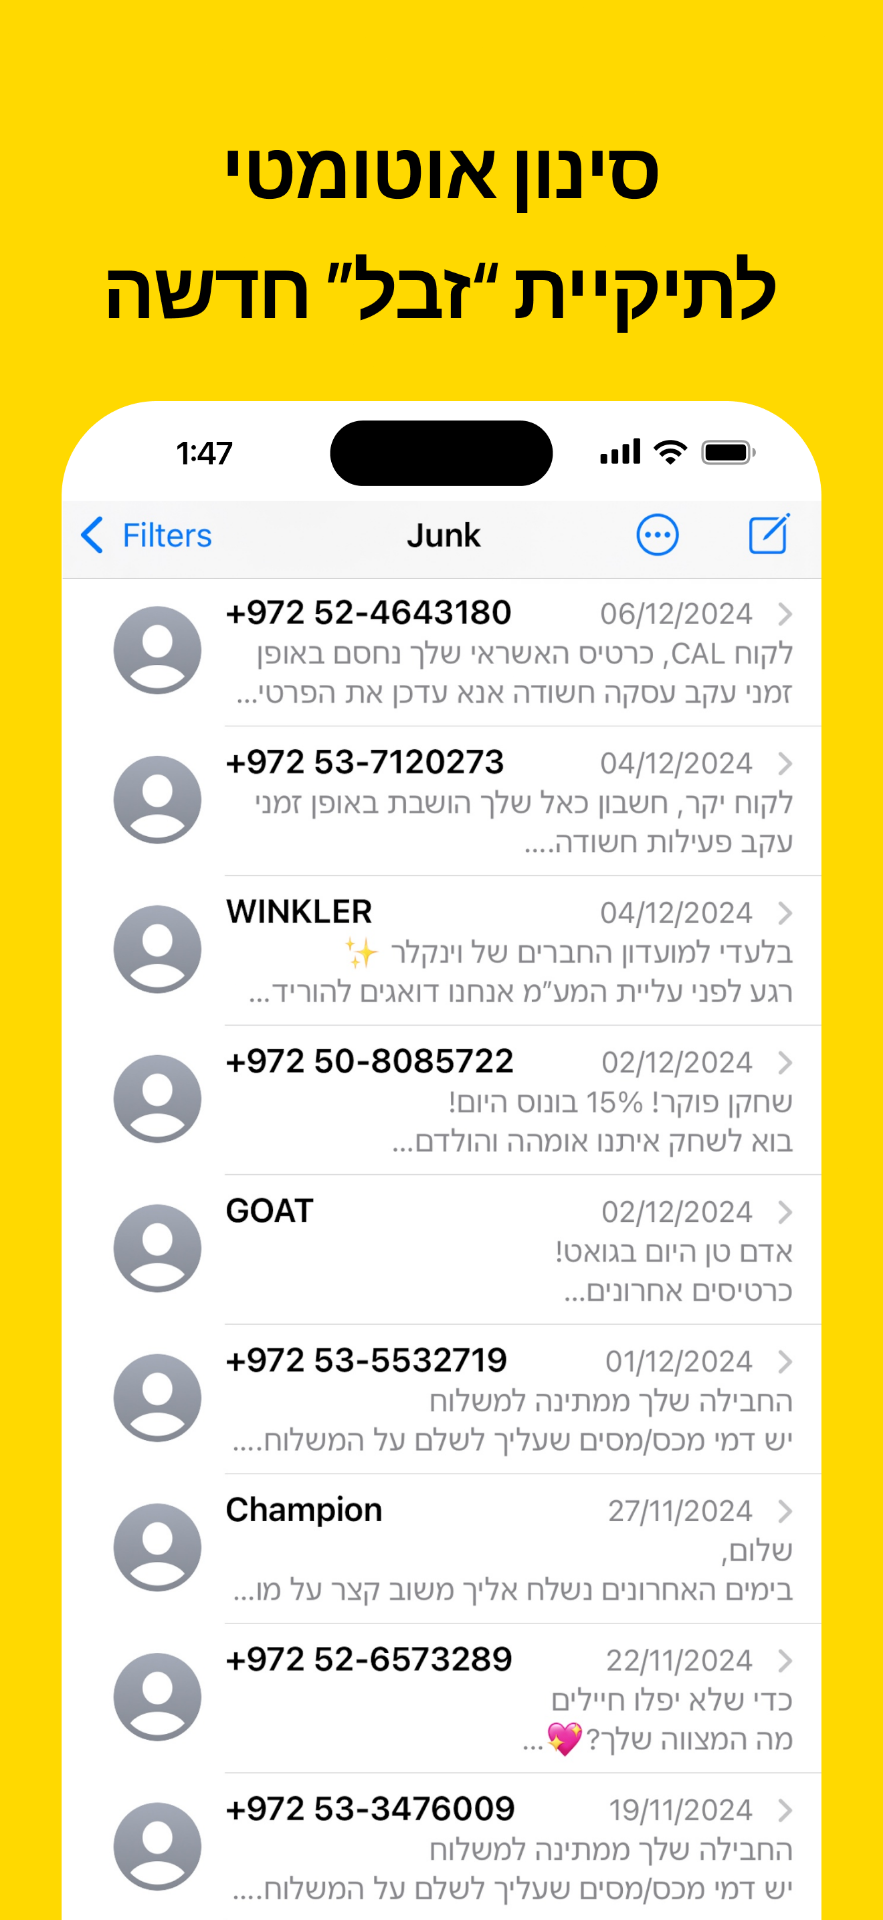 סינון אוטומטי
לתיקיית “זבל” חדשה
1:47
Filters
Junk
+972 52-4643180
06/12/2024
לקוח CAL, כרטיס האשראי שלך נחסם באופן
זמני עקב עסקה חשודה אנא עדכן את הפרטי...
+972 53-7120273
04/12/2024
לקוח יקר, חשבון כאל שלך הושבת באופן זמני
עקב פעילות חשודה....
WINKLER
04/12/2024
בלעדי למועדון החברים של וינקלר ✨
רגע לפני עליית המע״מ אנחנו דואגים להוריד...
+972 50-8085722
02/12/2024
שחקן פוקר! 15% בונוס היום!
בוא לשחק איתנו אומהה והולדם...
GOAT
02/12/2024
אדם טן היום בגואט!
כרטיסים אחרונים...
+972 53-5532719
01/12/2024
החבילה שלך ממתינה למשלוח
יש דמי מכס/מסים שעליך לשלם על המשלוח....
Champion
27/11/2024
שלום,
בימים האחרונים נשלח אליך משוב קצר על מו...
+972 52-6573289
22/11/2024
כדי שלא יפלו חיילים
מה המצווה שלך?💖...
+972 53-3476009
19/11/2024
החבילה שלך ממתינה למשלוח
יש דמי מכס/מסים שעליך לשלם על המשלוח....